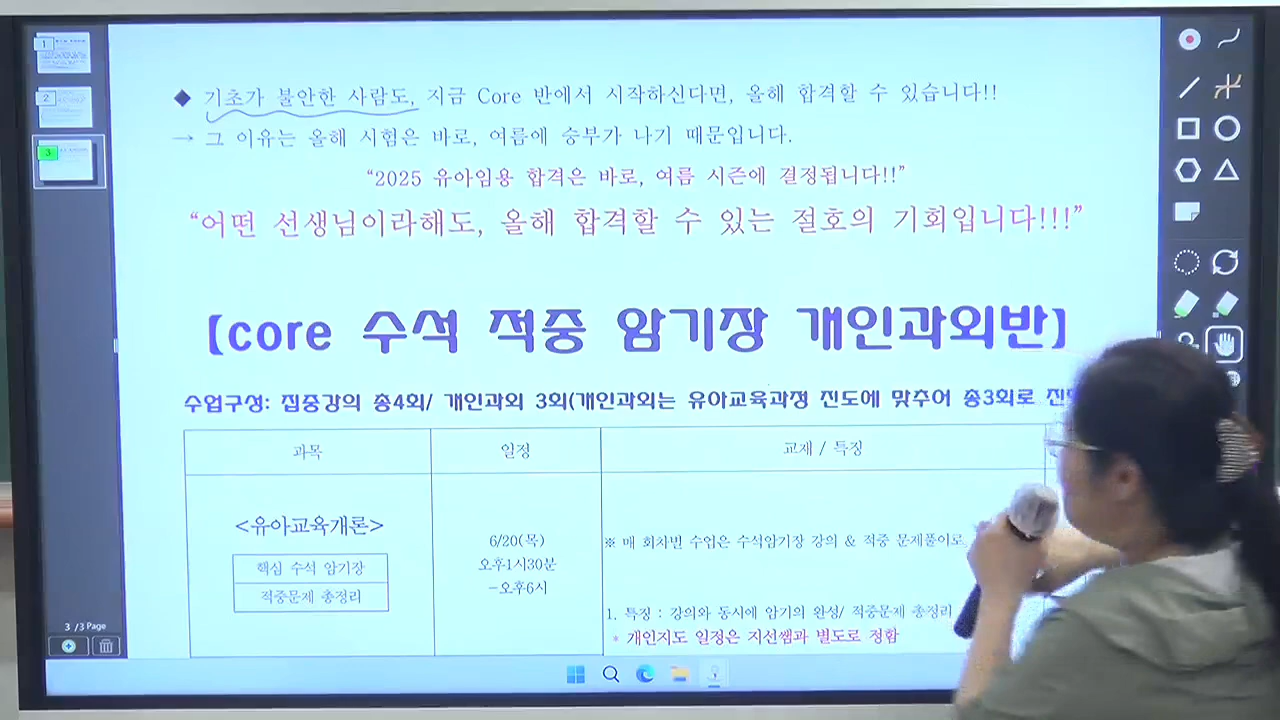 1
2
3
◆ 기초가 불안한 사람도, 지금 Core 반에서 시작하신다면, 올해 합격할 수 있습니다!!
→ 그 이유는 올해 시험은 바로, 여름에 승부가 나기 때문입니다.
“2025 유아임용 합격은 바로, 여름 시즌에 결정됩니다!!”
“어떤 선생님이라해도, 올해 합격할 수 있는 절호의 기회입니다!!!”
【core 수석 적중 암기장 개인과외반】
수업구성: 집중강의 총4회/ 개인과외 3회(개인과외는 유아교육과정 진도에 맞추어 총3회로
과목 일정 교재 / 특징
<유아교육개론>
핵심 수석 암기장
적중문제 총정리
6/20(목)
오후1시30분
-오후6시
※ 매 회차별 수업은 수석암기장 강의 & 적중 문제풀이로
1. 특징 : 강의와 동시에 암기의 완성/ 적중문제 총정리
* 개인지도 일정은 지선쌤과 별도로 정함
3 /3 Page